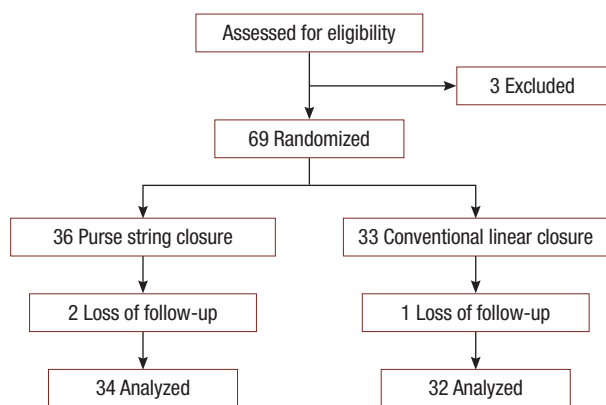 Assessed for eligibility
3 Excluded
69 Randomized
36 Purse string closure
33 Conventional linear closure
2 Loss of follow-up
1 Loss of follow-up
34 Analyzed
32 Analyzed